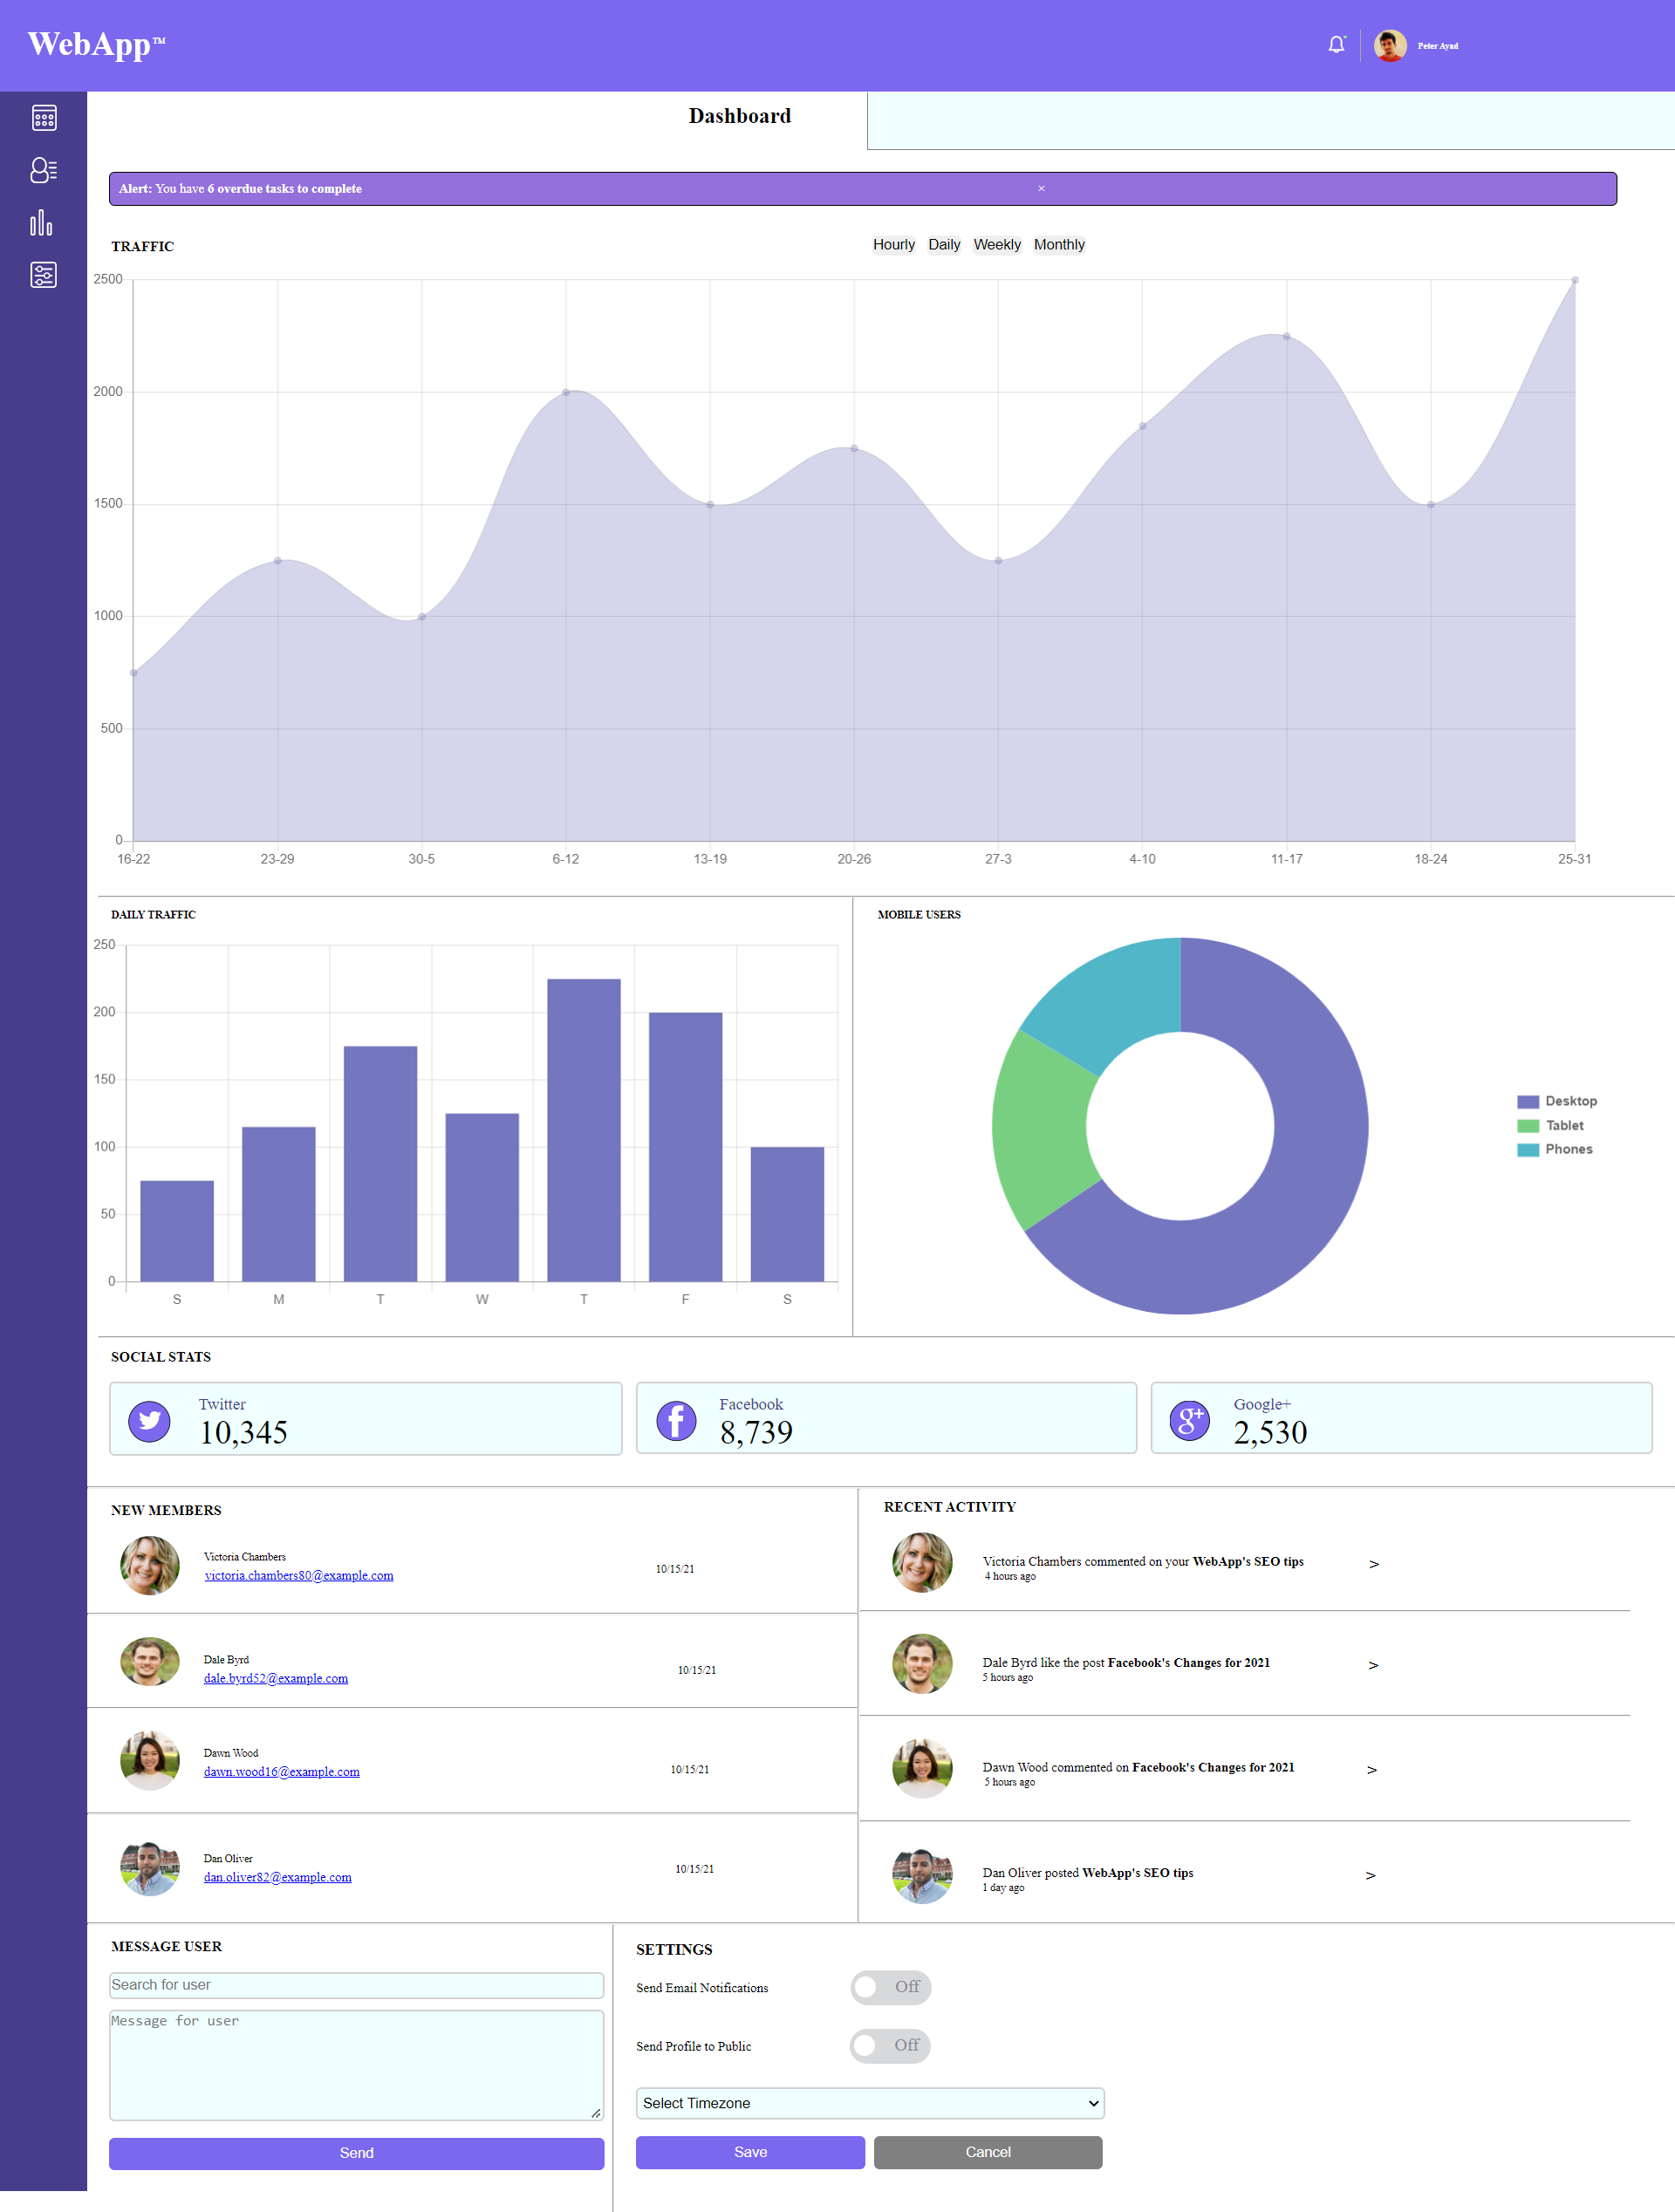 WebApp™
Peter Ayad
Dashboard
Alert: You have 6 overdue tasks to complete ×
TRAFFIC
Hourly Daily Weekly Monthly
2500
2000
1500
1000
500
0
16-22 23-29 30-5 6-12 13-19 20-26 27-3 4-10 11-17 18-24 25-31
DAILY TRAFFIC
250
200
150
100
50
0
S M T W T F S
MOBILE USERS
Desktop
Tablet
Phones
SOCIAL STATS
Twitter
10,345
Facebook
8,739
Google+
2,530
NEW MEMBERS
Victoria Chambers
victoria.chambers80@example.com
10/15/21
Dale Byrd
dale.byrd52@example.com
10/15/21
Dawn Wood
dawn.wood16@example.com
10/15/21
Dan Oliver
dan.oliver82@example.com
10/15/21
RECENT ACTIVITY
Victoria Chambers commented on your WebApp's SEO tips
4 hours ago
>
Dale Byrd like the post Facebook's Changes for 2021
5 hours ago
>
Dawn Wood commented on Facebook's Changes for 2021
5 hours ago
>
Dan Oliver posted WebApp's SEO tips
1 day ago
>
MESSAGE USER
Search for user
Message for user
Send
SETTINGS
Send Email Notifications Off
Send Profile to Public Off
Select Timezone
Save Cancel